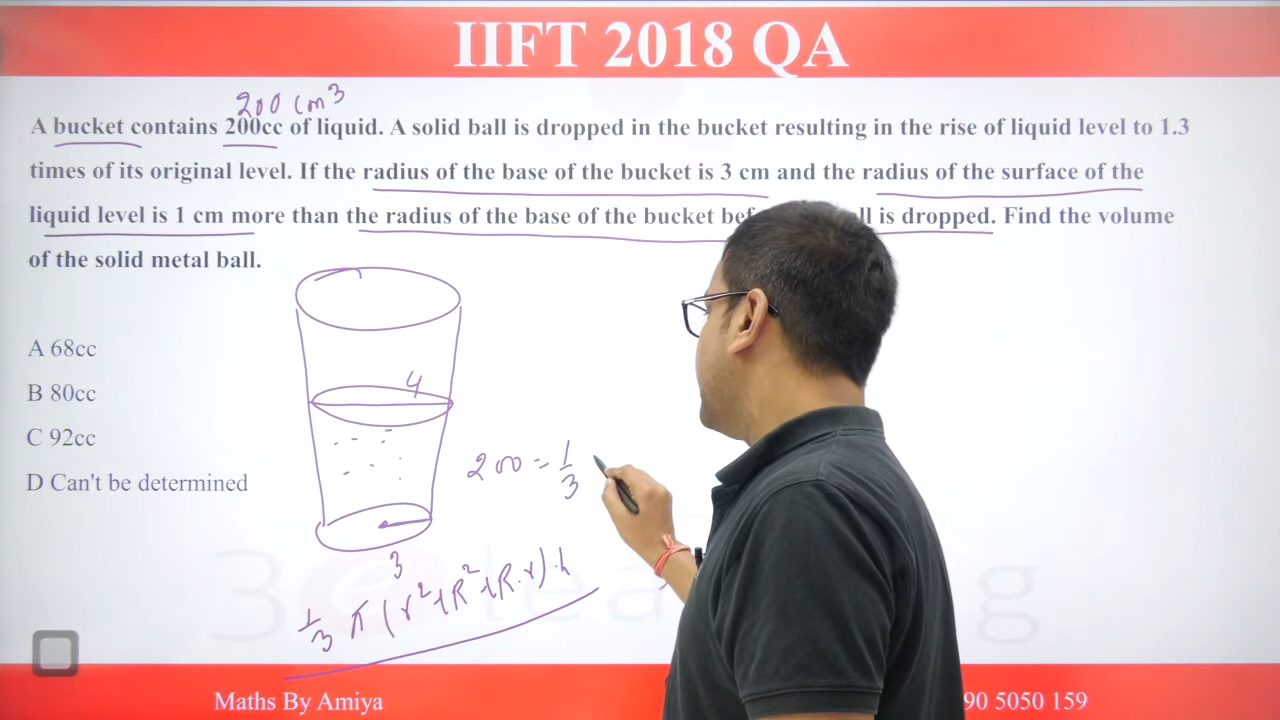 IIFT 2018 QA
200 cm³
A bucket contains 200cc of liquid. A solid ball is dropped in the bucket resulting in the rise of liquid level to 1.3
times of its original level. If the radius of the base of the bucket is 3 cm and the radius of the surface of the
liquid level is 1 cm more than the radius of the base of the bucket is dropped. Find the volume
of the solid metal ball.
A 68cc
B 80cc
C 92cc
D Can't be determined
4
200 = 1/3
3
1/3 π (r² + R² + R.r) . h
Maths By Amiya
90 5050 159